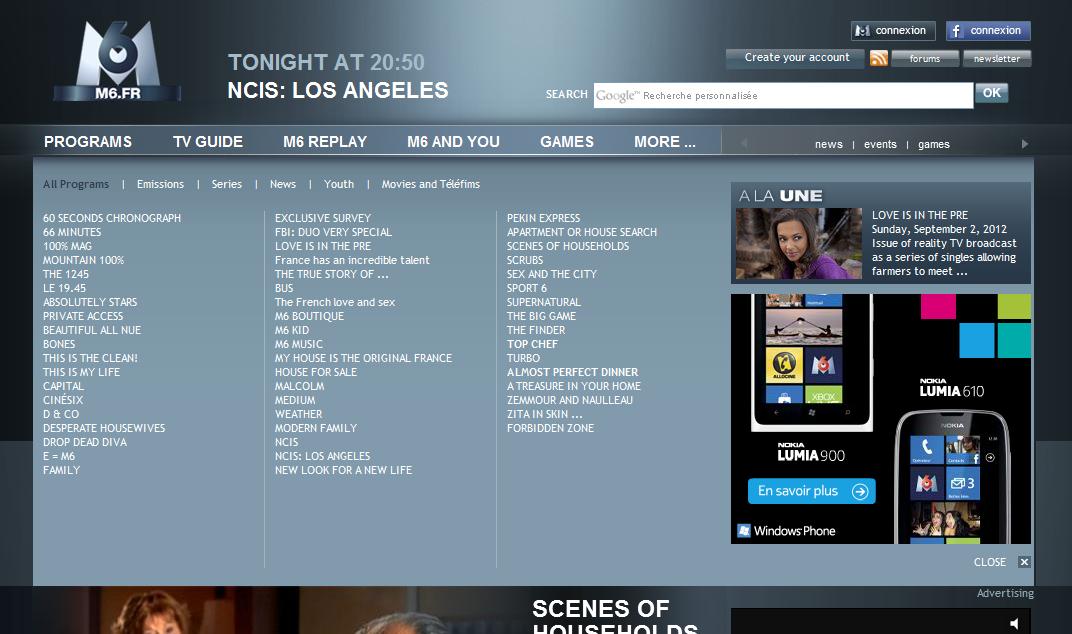 M6.FR
TONIGHT AT 20:50
NCIS: LOS ANGELES
connexion
f connexion
Create your account
forums
newsletter
SEARCH
Google™ Recherche personnalisée
OK
PROGRAMS
TV GUIDE
M6 REPLAY
M6 AND YOU
GAMES
MORE ...
news | events | games
All Programs | Emissions | Series | News | Youth | Movies and Téléfims
60 SECONDS CHRONOGRAPH
66 MINUTES
100% MAG
MOUNTAIN 100%
THE 1245
LE 19.45
ABSOLUTELY STARS
PRIVATE ACCESS
BEAUTIFUL ALL NUE
BONES
THIS IS THE CLEAN!
THIS IS MY LIFE
CAPITAL
CINÉSIX
D & CO
DESPERATE HOUSEWIVES
DROP DEAD DIVA
E = M6
FAMILY
EXCLUSIVE SURVEY
FBI: DUO VERY SPECIAL
LOVE IS IN THE PRE
France has an incredible talent
THE TRUE STORY OF ...
BUS
The French love and sex
M6 BOUTIQUE
M6 KID
M6 MUSIC
MY HOUSE IS THE ORIGINAL FRANCE
HOUSE FOR SALE
MALCOLM
MEDIUM
WEATHER
MODERN FAMILY
NCIS
NCIS: LOS ANGELES
NEW LOOK FOR A NEW LIFE
PEKIN EXPRESS
APARTMENT OR HOUSE SEARCH
SCENES OF HOUSEHOLDS
SCRUBS
SEX AND THE CITY
SPORT 6
SUPERNATURAL
THE BIG GAME
THE FINDER
TOP CHEF
TURBO
ALMOST PERFECT DINNER
A TREASURE IN YOUR HOME
ZEMMOUR AND NAULLEAU
ZITA IN SKIN ...
FORBIDDEN ZONE
A LA UNE
LOVE IS IN THE PRE
Sunday, September 2, 2012
Issue of reality TV broadcast
as a series of singles allowing
farmers to meet ...
ALLOCINE
M6
XBOX
NOKIA
LUMIA 610
NOKIA
LUMIA 900
En savoir plus
Windows Phone
NOKIA
M6
3
CLOSE
Advertising
SCENES OF
HOUSEHOLDS